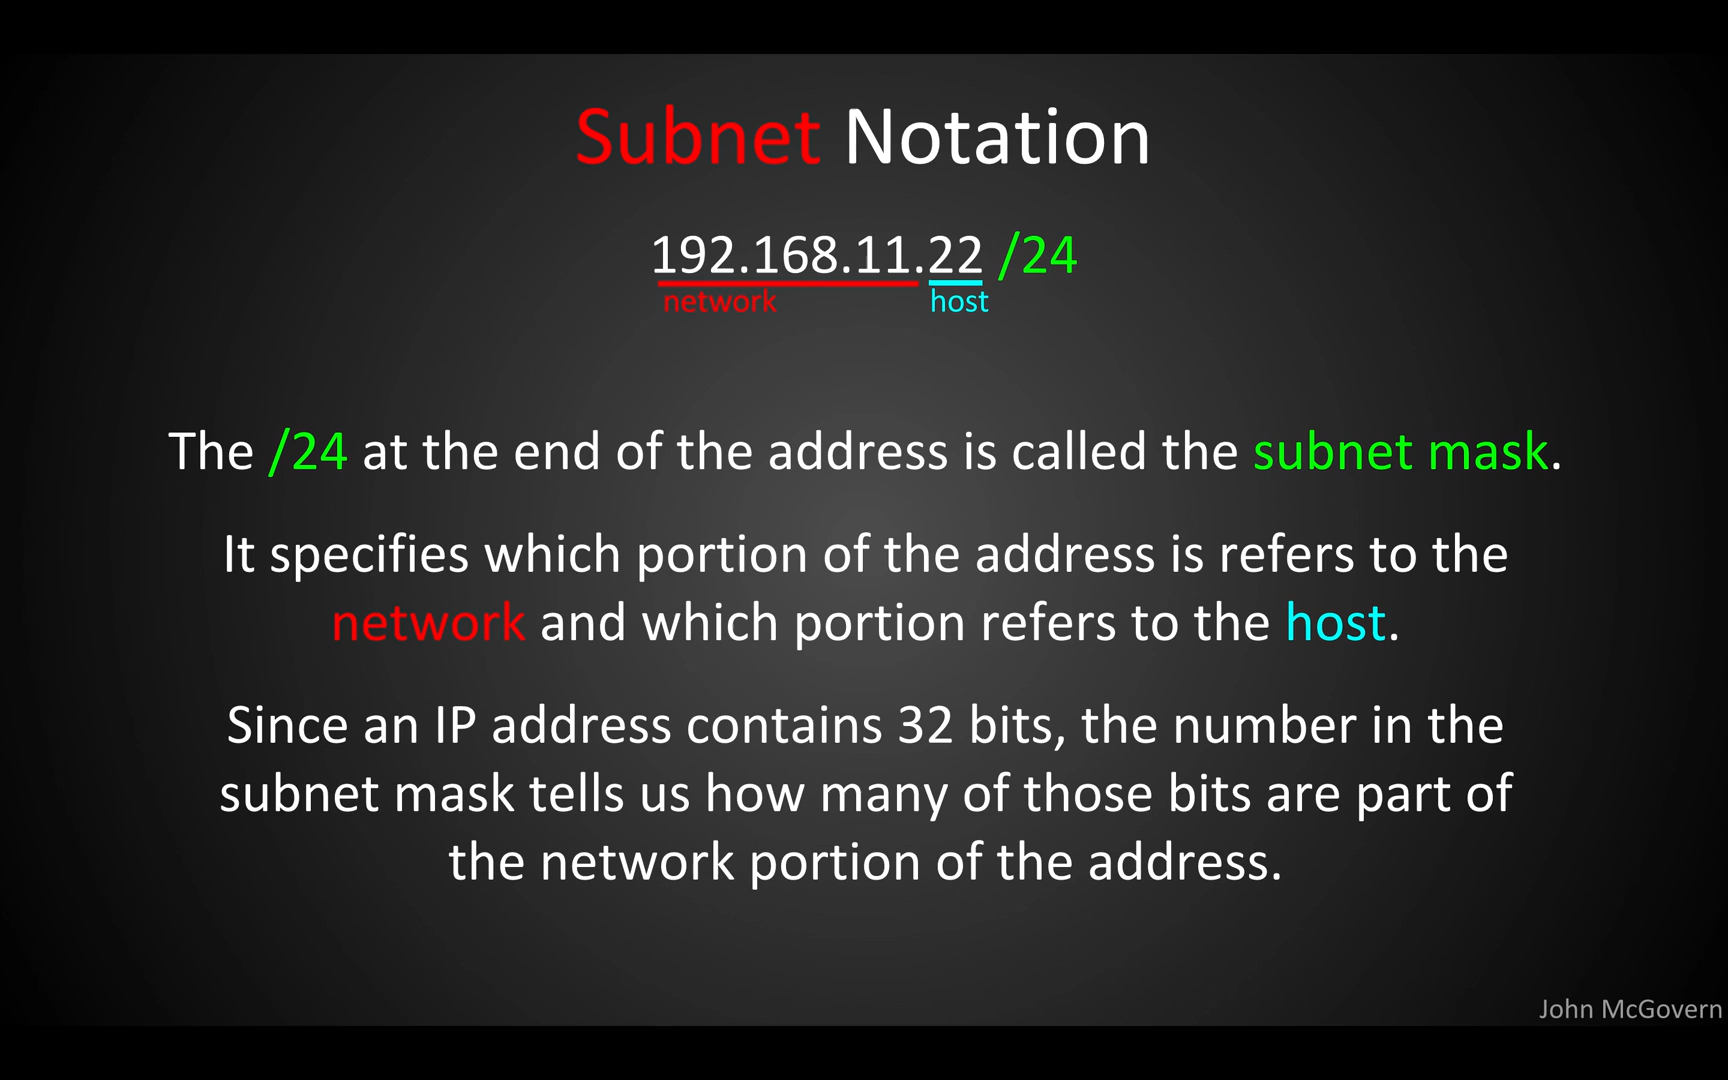 Subnet Notation
192.168.11.22 /24
network host
The /24 at the end of the address is called the subnet mask.
It specifies which portion of the address is refers to the
network and which portion refers to the host.
Since an IP address contains 32 bits, the number in the
subnet mask tells us how many of those bits are part of
the network portion of the address.
John McGovern